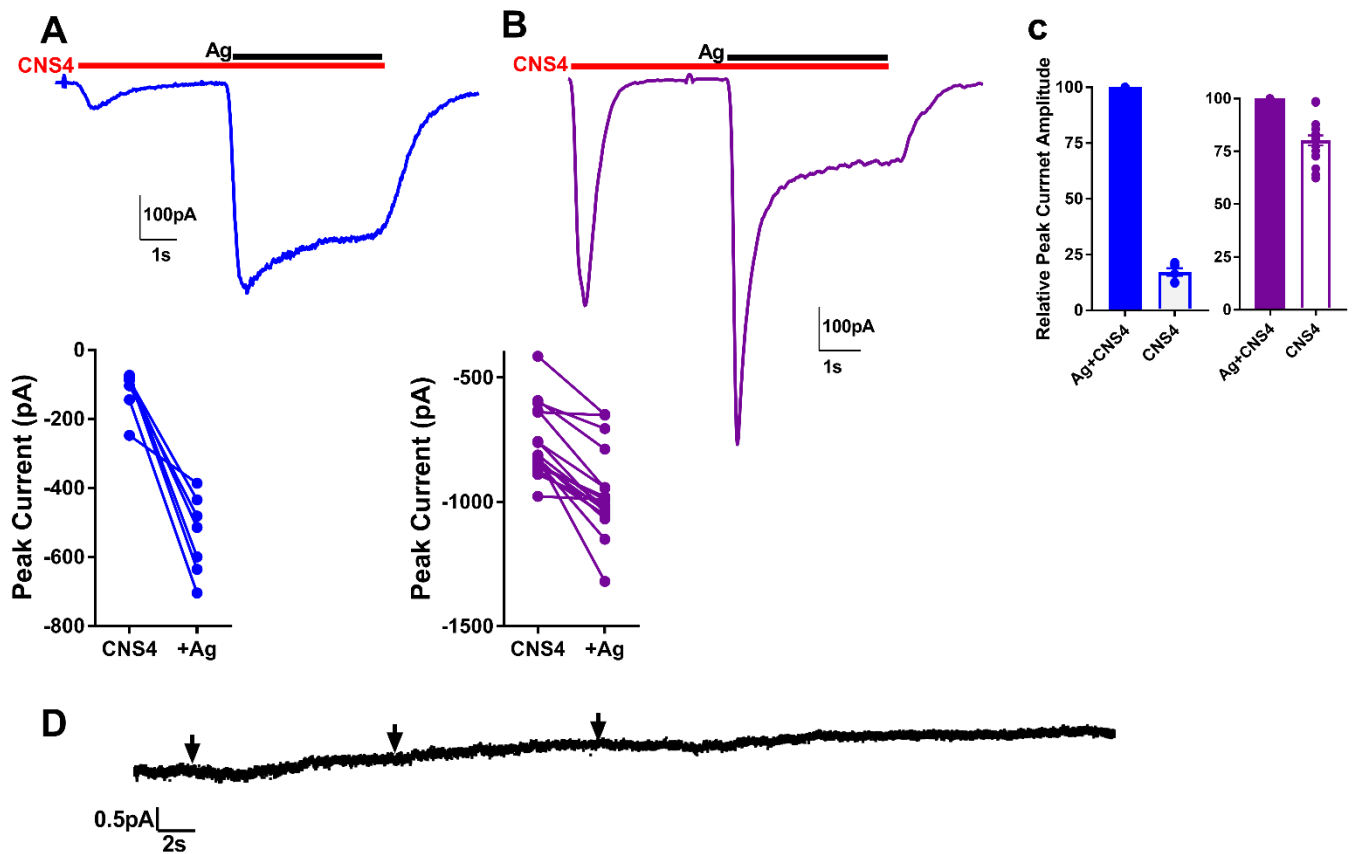 A
Ag
CNS4
100pA
1s
0
-200
-400
-600
-800
Peak Current (pA)
CNS4 +Ag
B
Ag
CNS4
100pA
1s
-500
-1000
-1500
Peak Current (pA)
CNS4 +Ag
C
Relative Peak Currnet Amplitude
100
75
50
25
0
Ag+CNS4
CNS4
100
75
50
25
0
Ag+CNS4
CNS4
D
0.5pA
2s